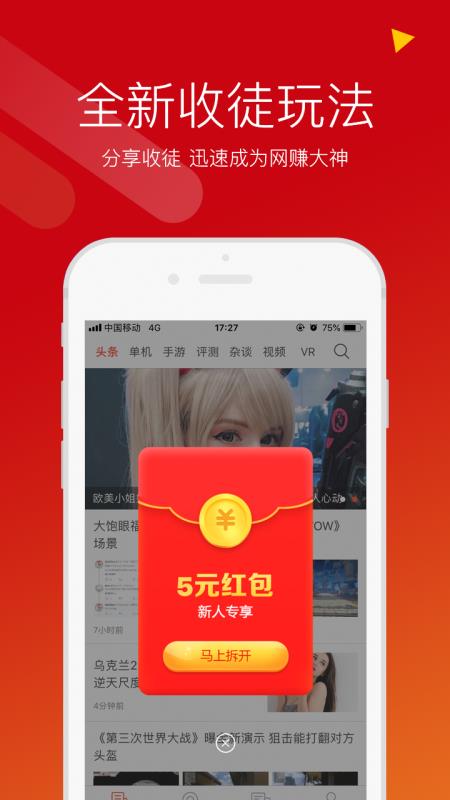 全新收徒玩法
分享收徒 迅速成为网赚大神
中国移动 4G 17:27 75%
头条 单机 手游 评测 杂谈 视频 VR
欧美小姐 人心动
大饱眼福 OW》
场景
7小时前
¥
5元红包
新人专享
马上拆开
乌克兰2
逆天尺度
4分钟前
《第三次世界大战》曝 新演示 狙击能打翻对方
头盔